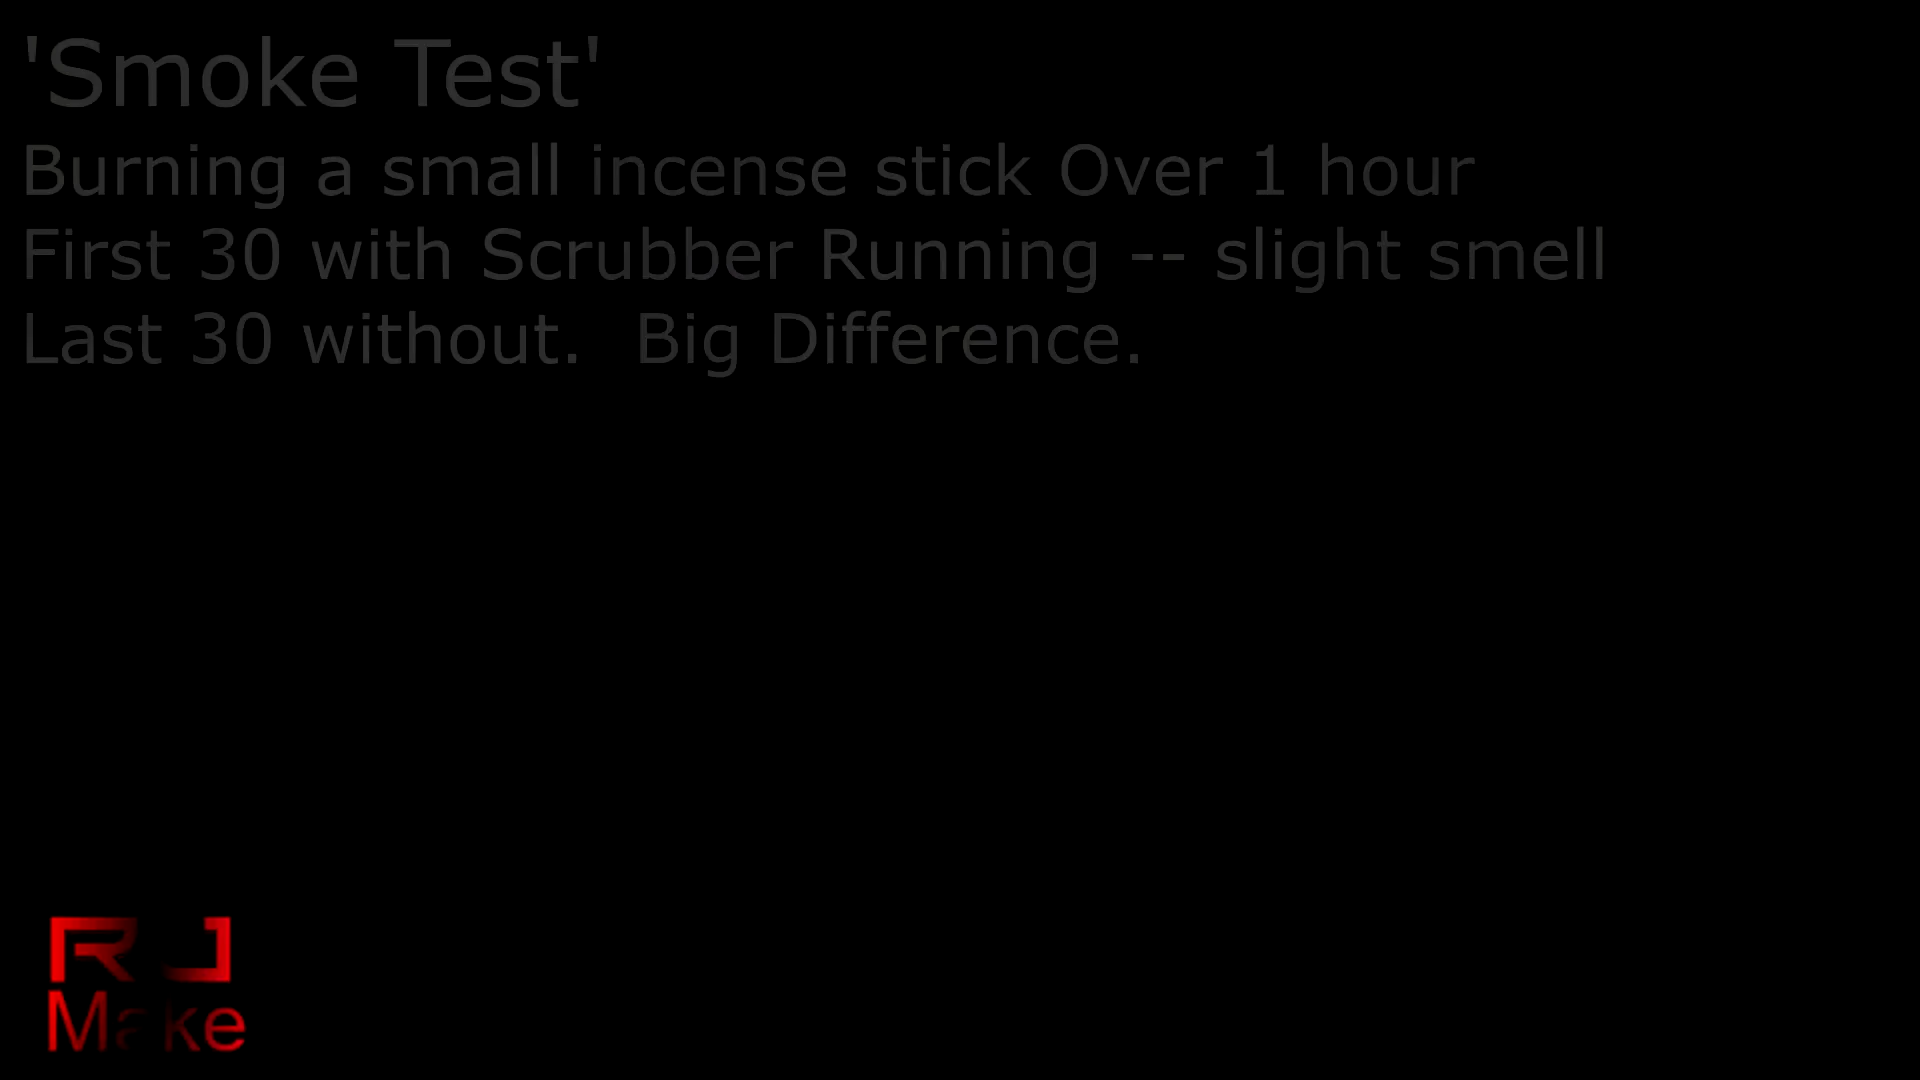 'Smoke Test'
Burning a small incense stick Over 1 hour
First 30 with Scrubber Running -- slight smell
Last 30 without.  Big Difference.
RJ
Make